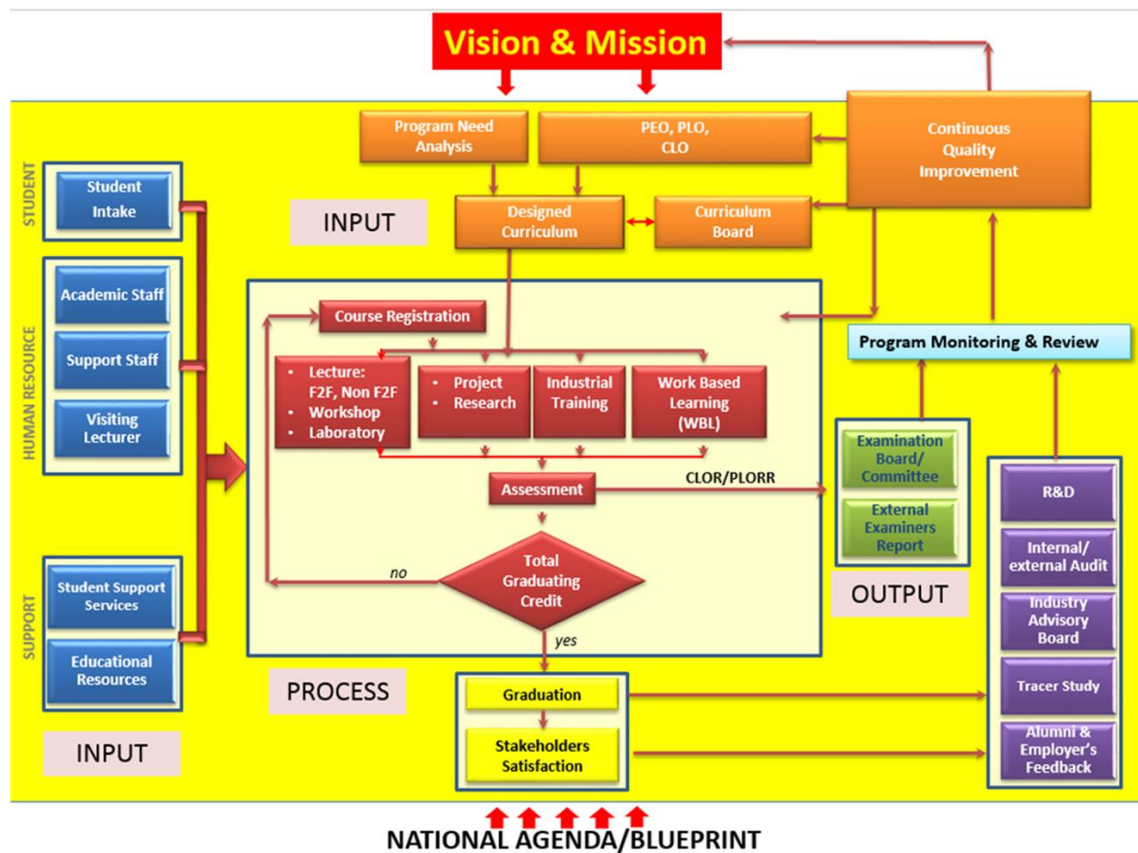 Vision & Mission
Program Need
Analysis
PEO, PLO,
CLO
Continuous
Quality
Improvement
STUDENT
Student
Intake
INPUT
Designed
Curriculum
Curriculum
Board
HUMAN RESOURCE
Academic Staff
Support Staff
Visiting
Lecturer
Course Registration
• Lecture:
F2F, Non F2F
• Workshop
• Laboratory
• Project
• Research
Industrial
Training
Work Based
Learning
(WBL)
Program Monitoring & Review
Assessment
CLOR/PLORR
Examination
Board/
Committee
External
Examiners
Report
OUTPUT
R&D
Internal/
external Audit
Industry
Advisory
Board
Tracer Study
Alumni &
Employer's
Feedback
no
Total
Graduating
Credit
yes
SUPPORT
Student Support
Services
Educational
Resources
INPUT
PROCESS
Graduation
Stakeholders
Satisfaction
NATIONAL AGENDA/BLUEPRINT